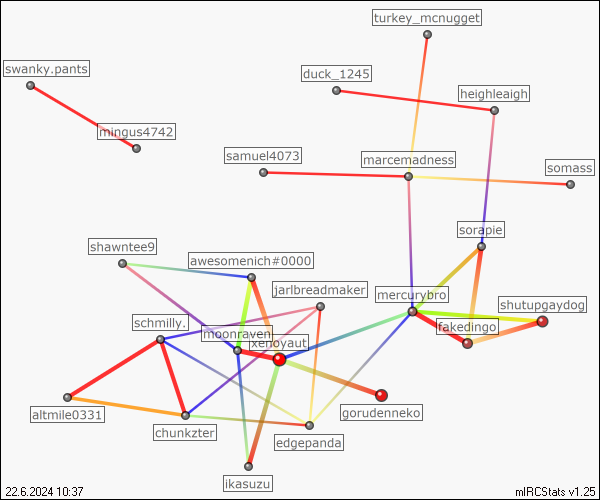 turkey_mcnugget
swanky.pants
duck_1245
heighleaigh
mingus4742
samuel4073
marcemadness
somass
sorapie
shawntee9
awesomenich#0000
jarlbreadmaker
mercurybro
shutupgaydog
schmilly.
moonraven
fakedingo
xenoyaut
altmile0331
gorudenneko
chunkzter
edgepanda
ikasuzu
22.6.2024 10:37
mIRCStats v1.25